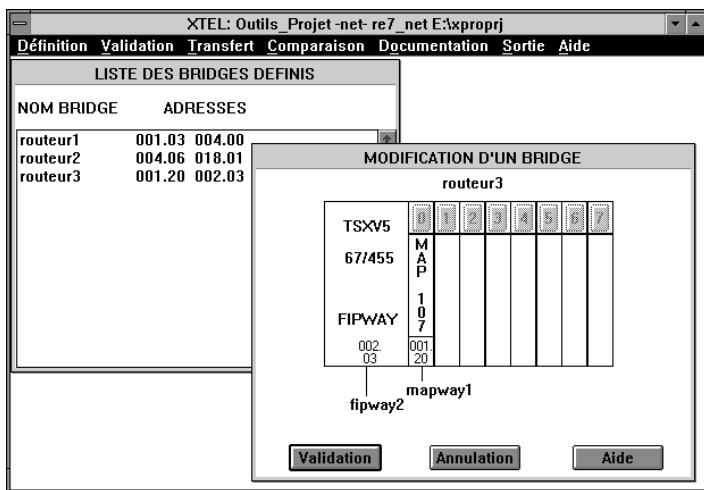 XTEL: Outils_Projet -net- re7_net E:\xproprj
Définition Validation Transfert Comparaison Documentation Sortie Aide
LISTE DES BRIDGES DEFINIS
NOM BRIDGE ADRESSES
routeur1 001.03 004.00
routeur2 004.06 018.01
routeur3 001.20 002.03
MODIFICATION D'UN BRIDGE
routeur3
TSXV5
67/455
FIPWAY
002.
03
0 1 2 3 4 5 6 7
MAP 107
001.
20
mapway1
fipway2
Validation Annulation Aide